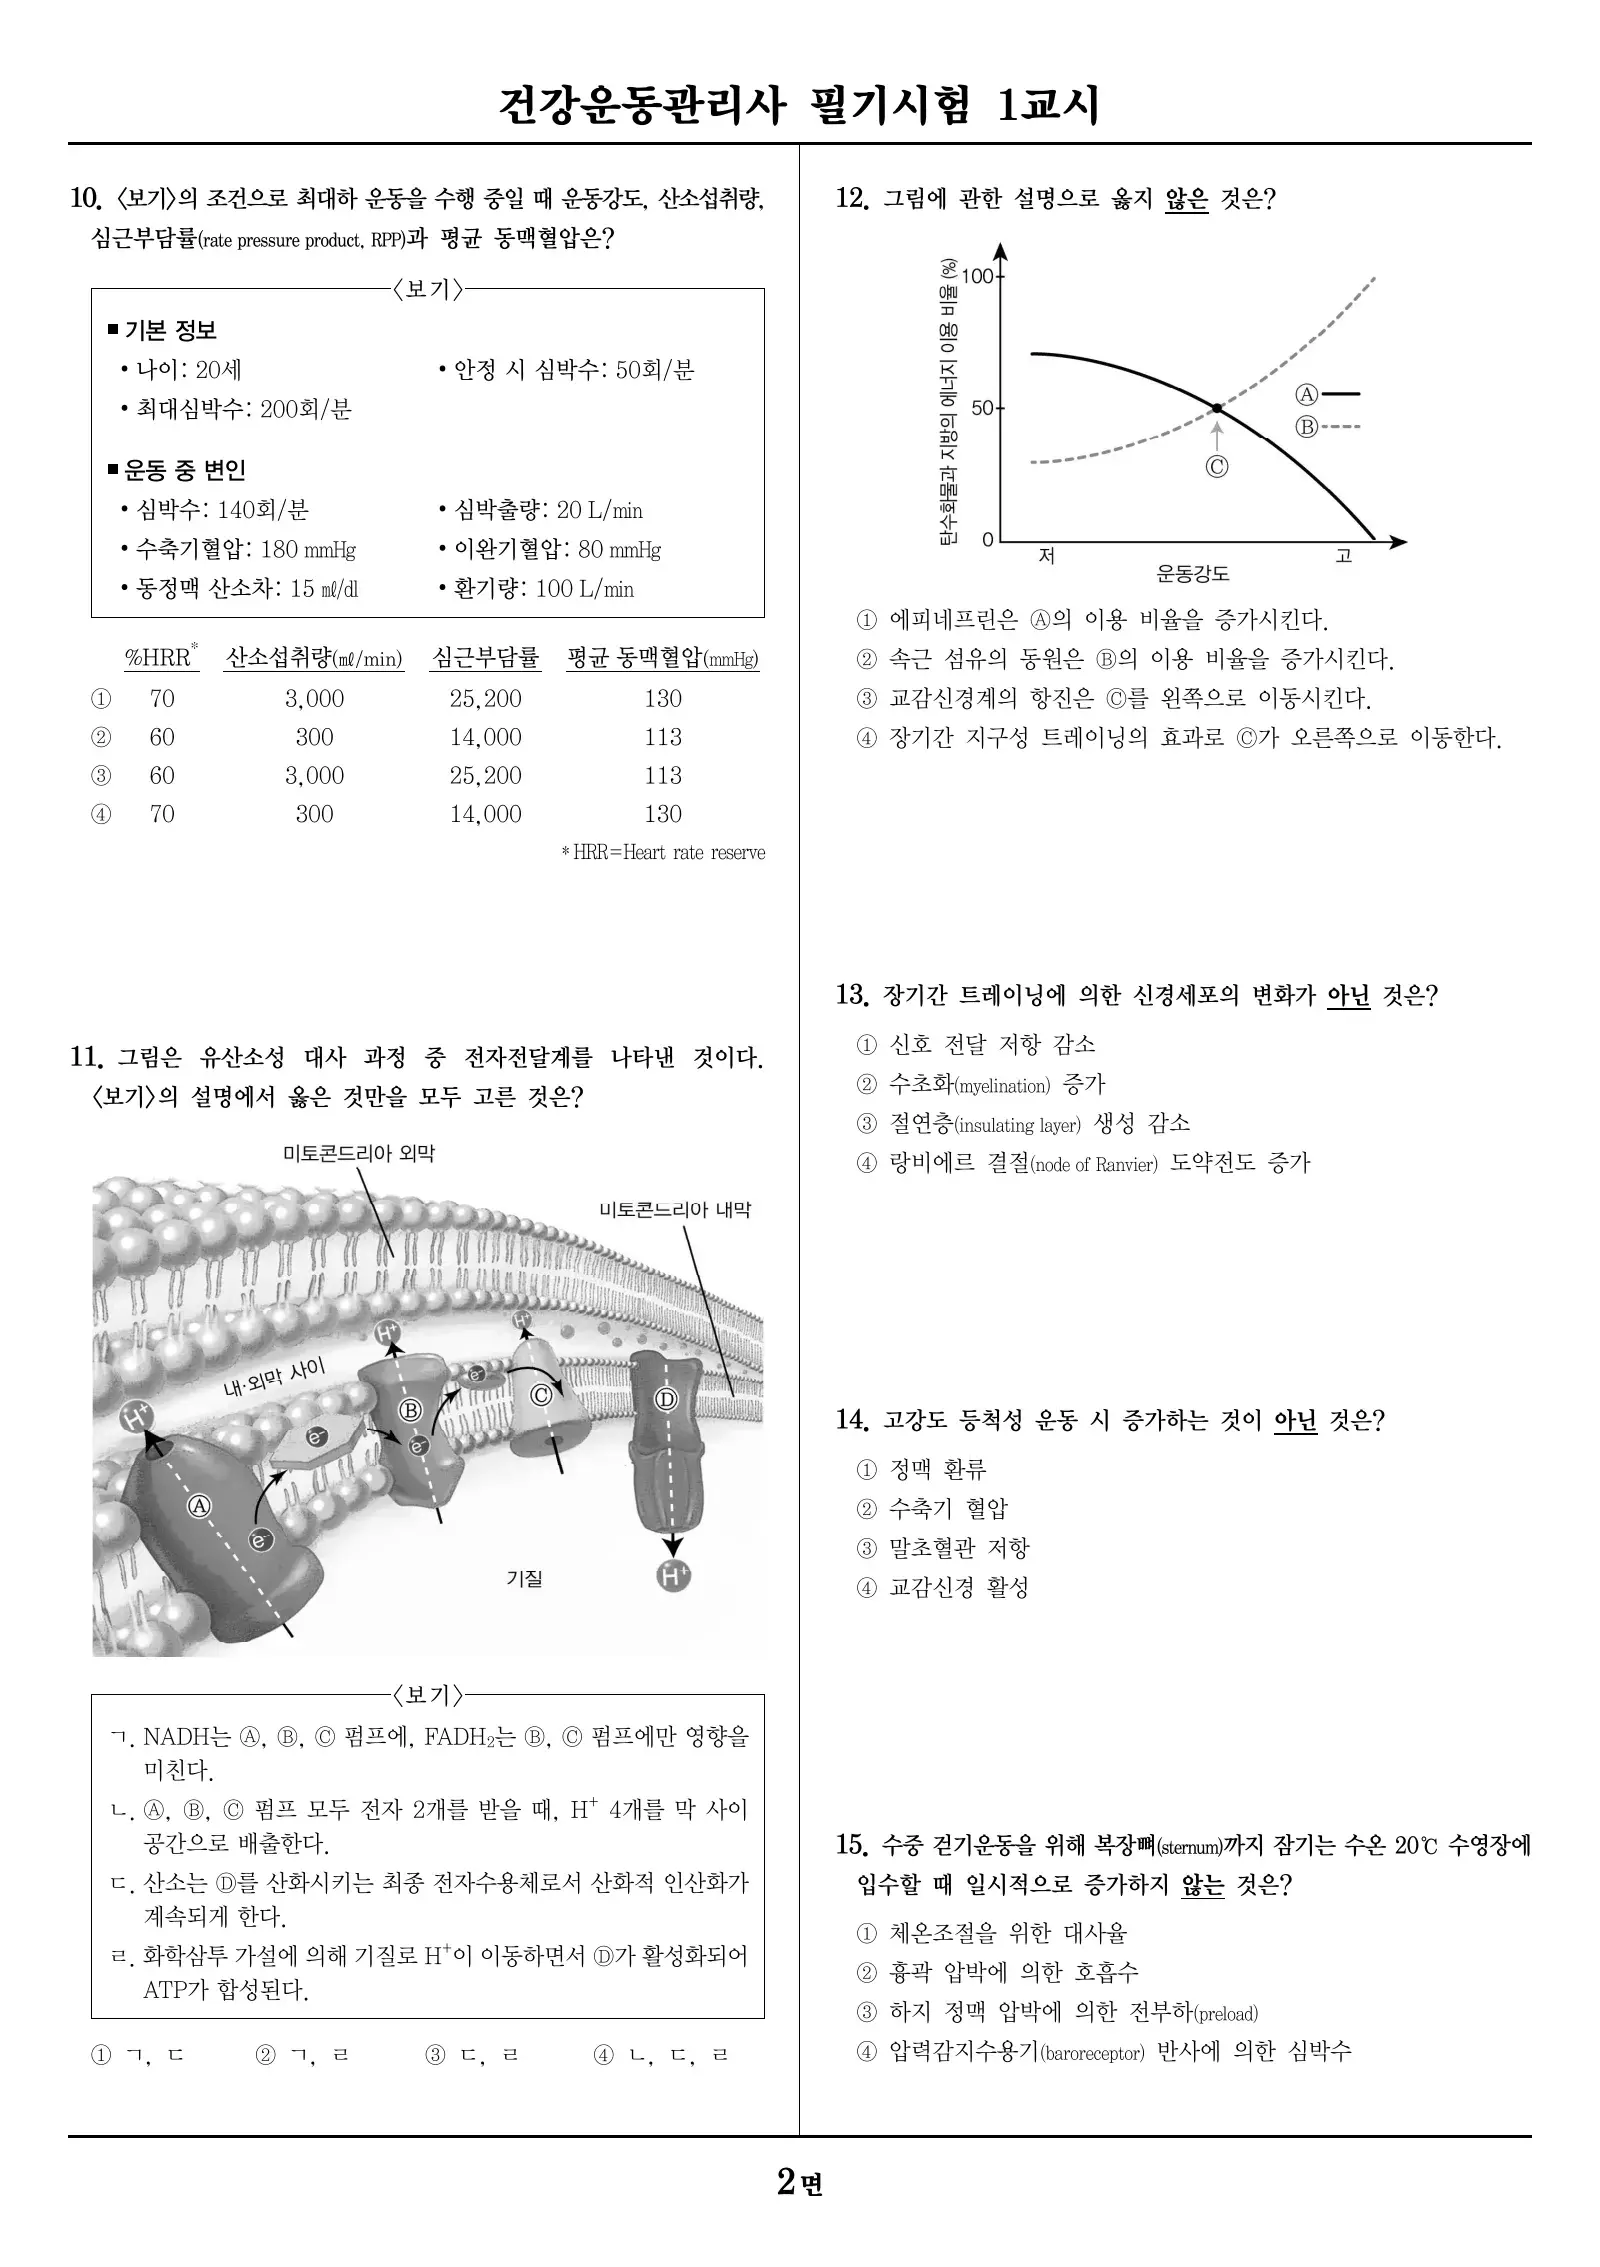 건강운동관리사 필기시험 1교시
10. 〈보기〉의 조건으로 최대하 운동을 수행 중일 때 운동강도, 산소섭취량,
심근부담률(rate pressure product, RPP)과 평균 동맥혈압은?
〈보기〉
■ 기본 정보
• 나이: 20세 • 안정 시 심박수: 50회/분
• 최대심박수: 200회/분
■ 운동 중 변인
• 심박수: 140회/분 • 심박출량: 20 L/min
• 수축기혈압: 180 mmHg • 이완기혈압: 80 mmHg
• 동정맥 산소차: 15 ㎖/dl • 환기량: 100 L/min
%HRR* 산소섭취량(㎖/min) 심근부담률 평균 동맥혈압(mmHg)
① 70 3,000 25,200 130
② 60 300 14,000 113
③ 60 3,000 25,200 113
④ 70 300 14,000 130
* HRR=Heart rate reserve
11. 그림은 유산소성 대사 과정 중 전자전달계를 나타낸 것이다.
〈보기〉의 설명에서 옳은 것만을 모두 고른 것은?
미토콘드리아 외막
미토콘드리아 내막
내·외막 사이
H⁺ H⁺ H⁺
Ⓐ Ⓑ Ⓒ Ⓓ
e⁻ e⁻ e⁻ e⁻
기질
H⁺
〈보기〉
ㄱ. NADH는 Ⓐ, Ⓑ, Ⓒ 펌프에, FADH₂는 Ⓑ, Ⓒ 펌프에만 영향을
미친다.
ㄴ. Ⓐ, Ⓑ, Ⓒ 펌프 모두 전자 2개를 받을 때, H⁺ 4개를 막 사이
공간으로 배출한다.
ㄷ. 산소는 Ⓓ를 산화시키는 최종 전자수용체로서 산화적 인산화가
계속되게 한다.
ㄹ. 화학삼투 가설에 의해 기질로 H⁺이 이동하면서 Ⓓ가 활성화되어
ATP가 합성된다.
① ㄱ, ㄷ ② ㄱ, ㄹ ③ ㄷ, ㄹ ④ ㄴ, ㄷ, ㄹ
12. 그림에 관한 설명으로 옳지 않은 것은?
탄수화물과 지방의 에너지 이용 비율 (%)
100
50
0
Ⓐ
Ⓑ
Ⓒ
저 고
운동강도
① 에피네프린은 Ⓐ의 이용 비율을 증가시킨다.
② 속근 섬유의 동원은 Ⓑ의 이용 비율을 증가시킨다.
③ 교감신경계의 항진은 Ⓒ를 왼쪽으로 이동시킨다.
④ 장기간 지구성 트레이닝의 효과로 Ⓒ가 오른쪽으로 이동한다.
13. 장기간 트레이닝에 의한 신경세포의 변화가 아닌 것은?
① 신호 전달 저항 감소
② 수초화(myelination) 증가
③ 절연층(insulating layer) 생성 감소
④ 랑비에르 결절(node of Ranvier) 도약전도 증가
14. 고강도 등척성 운동 시 증가하는 것이 아닌 것은?
① 정맥 환류
② 수축기 혈압
③ 말초혈관 저항
④ 교감신경 활성
15. 수중 걷기운동을 위해 복장뼈(sternum)까지 잠기는 수온 20℃ 수영장에
입수할 때 일시적으로 증가하지 않는 것은?
① 체온조절을 위한 대사율
② 흉곽 압박에 의한 호흡수
③ 하지 정맥 압박에 의한 전부하(preload)
④ 압력감지수용기(baroreceptor) 반사에 의한 심박수
2면